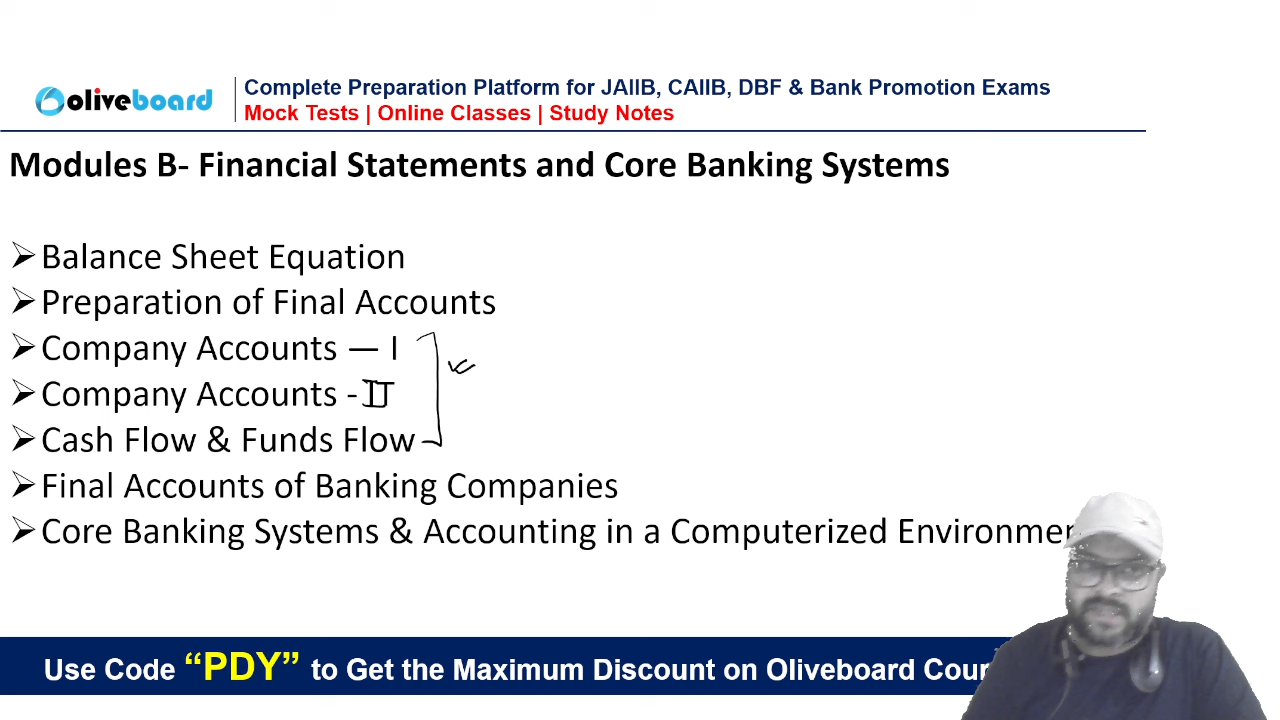 oliveboard
Complete Preparation Platform for JAIIB, CAIIB, DBF & Bank Promotion Exams
Mock Tests | Online Classes | Study Notes
Modules B- Financial Statements and Core Banking Systems
➢Balance Sheet Equation
➢Preparation of Final Accounts
➢Company Accounts — I
➢Company Accounts - II
➢Cash Flow & Funds Flow
➢Final Accounts of Banking Companies
➢Core Banking Systems & Accounting in a Computerized
Use Code “PDY” to Get the Maximum Discount on Oliveboard